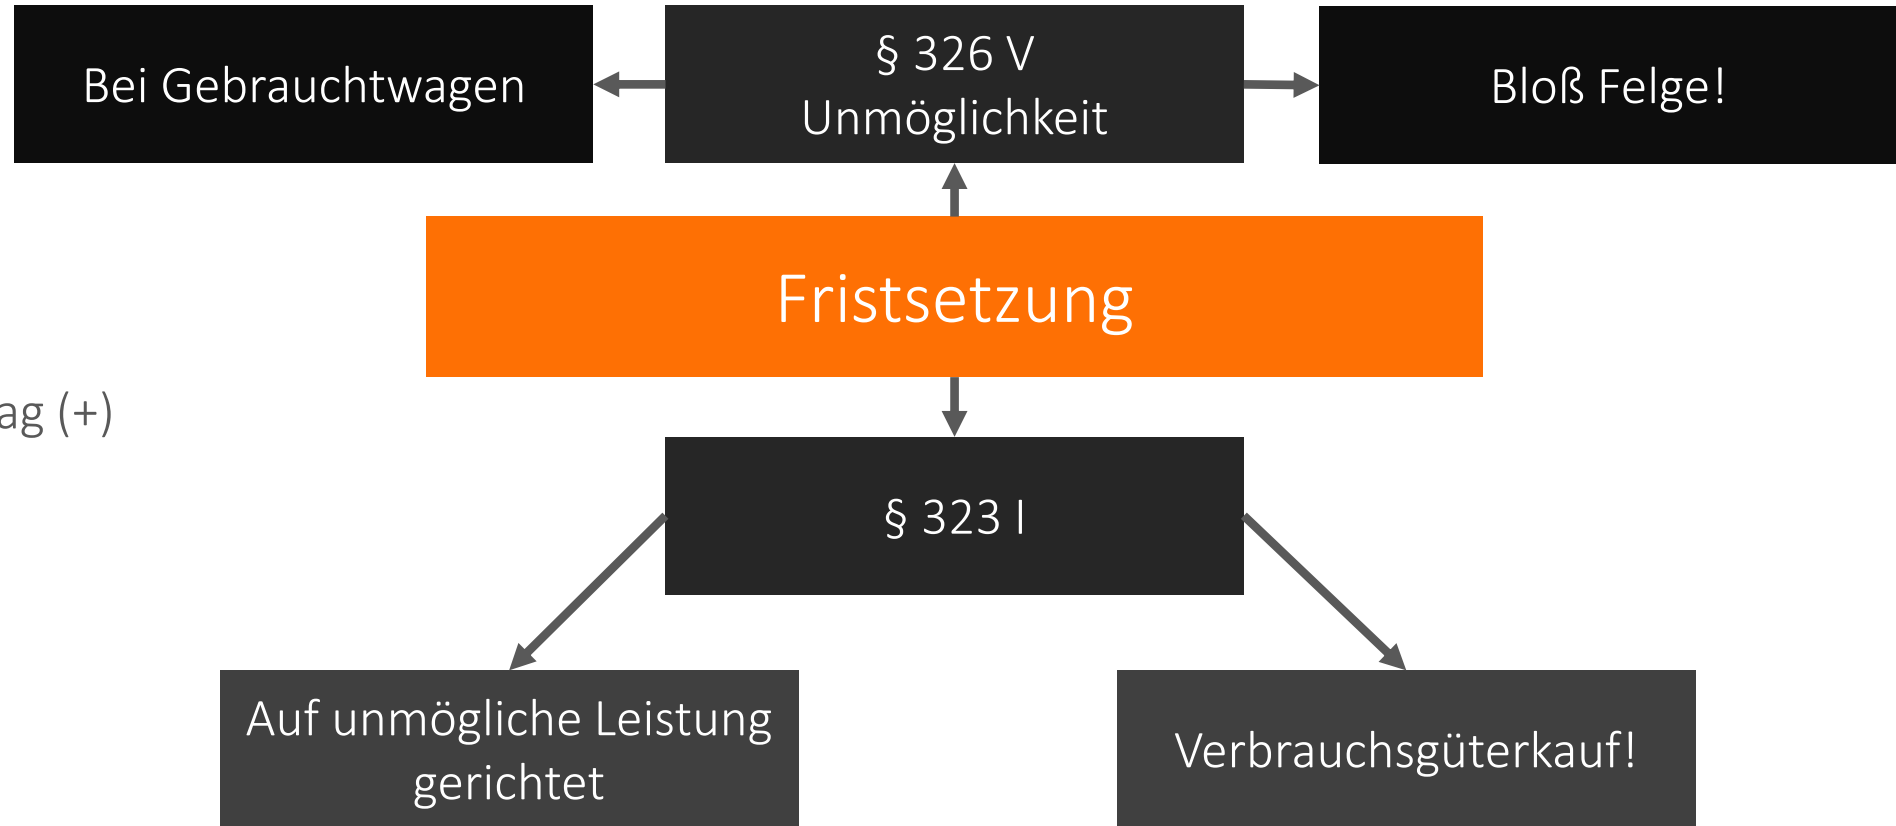 Bei Gebrauchtwagen
§ 326 V
Unmöglichkeit
Bloß Felge!
Fristsetzung
ag (+)
§ 323 I
Auf unmögliche Leistung
gerichtet
Verbrauchsgüterkauf!